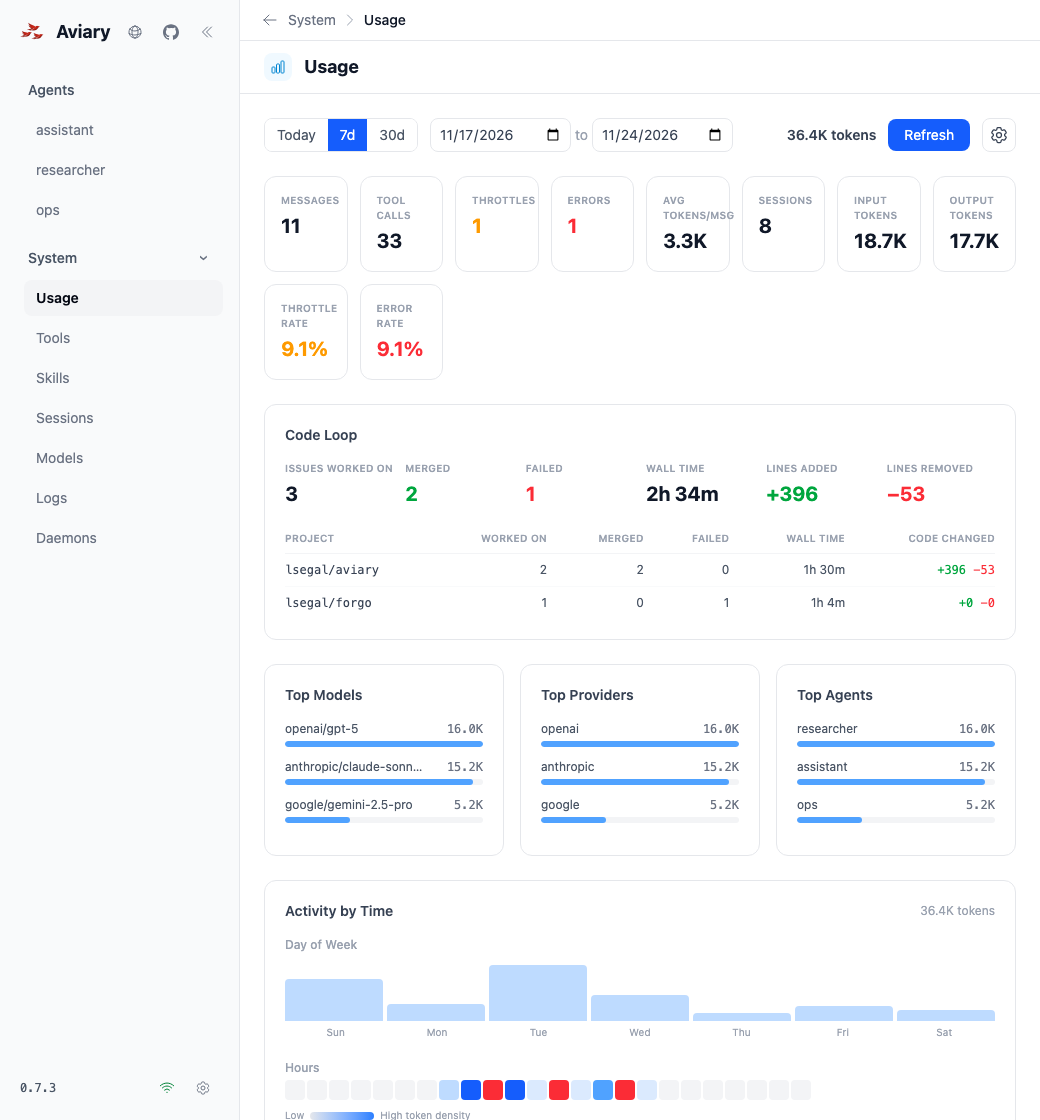 Aviary
Agents
assistant
researcher
ops
System
Usage
Tools
Skills
Sessions
Models
Logs
Daemons
0.7.3
System
Usage
Usage
Today 7d 30d 11/17/2026 to 11/24/2026 36.4K tokens Refresh
MESSAGES
11
TOOL
CALLS
33
THROTTLES
1
ERRORS
1
AVG
TOKENS/MSG
3.3K
SESSIONS
8
INPUT
TOKENS
18.7K
OUTPUT
TOKENS
17.7K
THROTTLE
RATE
9.1%
ERROR
RATE
9.1%
Code Loop
ISSUES WORKED ON MERGED FAILED WALL TIME LINES ADDED LINES REMOVED
3 2 1 2h 34m +396 −53
PROJECT WORKED ON MERGED FAILED WALL TIME CODE CHANGED
lsegal/aviary 2 2 0 1h 30m +396 −53
lsegal/forgo 1 0 1 1h 4m +0 −0
Top Models
openai/gpt-5 16.0K
anthropic/claude-sonn... 15.2K
google/gemini-2.5-pro 5.2K
Top Providers
openai 16.0K
anthropic 15.2K
google 5.2K
Top Agents
researcher 16.0K
assistant 15.2K
ops 5.2K
Activity by Time 36.4K tokens
Day of Week
Sun Mon Tue Wed Thu Fri Sat
Hours
Low High token density